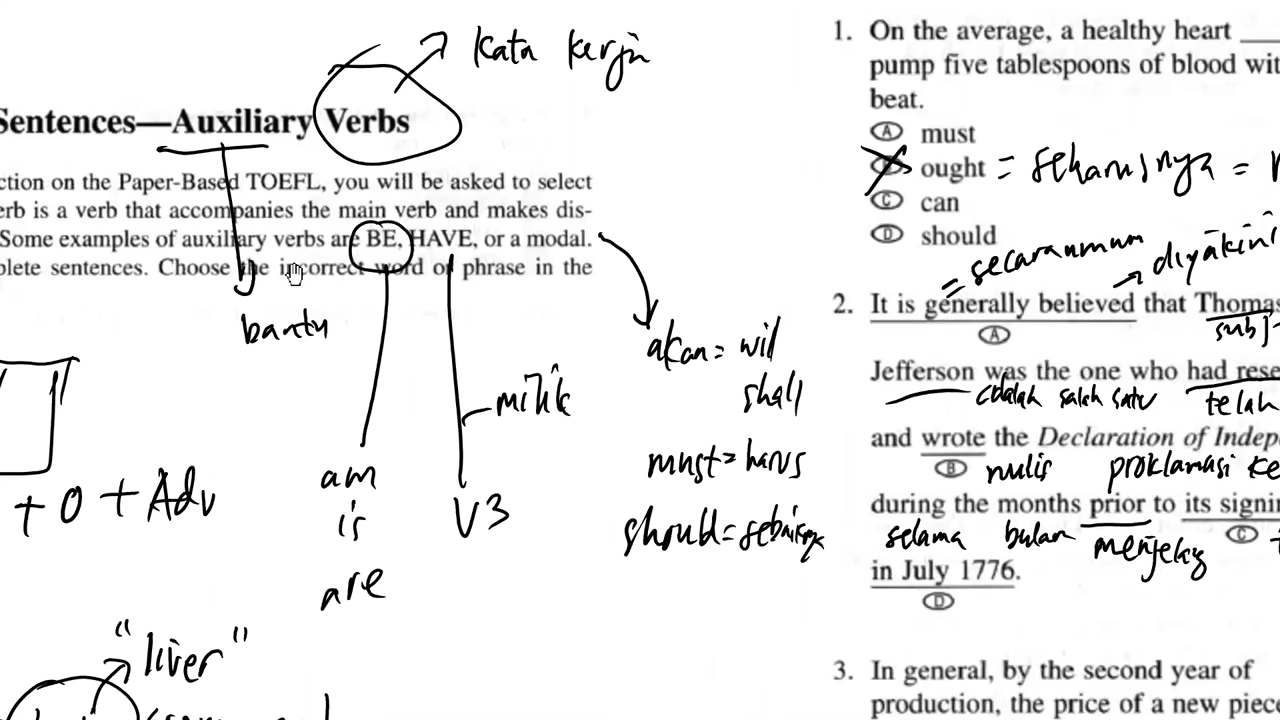 kata kerja
Sentences—Auxiliary Verbs
ction on the Paper-Based TOEFL, you will be asked to select
erb is a verb that accompanies the main verb and makes dis-
Some examples of auxiliary verbs are BE, HAVE, or a modal.
plete sentences. Choose the incorrect word or phrase in the
bantu
milik
akan = will
shall
must = harus
should =
am
is
are
V3
+ O + Adv
"liver"
1. On the average, a healthy heart ___
pump five tablespoons of blood wit
beat.
A must
B ought = seharusnya =
C can
D should
= secara umum
diyakini
2. It is generally believed that Thomas
A
subj
Jefferson was the one who had rese
adalah salah satu telah
and wrote the Declaration of Indep
B nulis proklamasi ke
during the months prior to its signin
selama bulan menjelang C
in July 1776.
D
3. In general, by the second year of
production, the price of a new piece